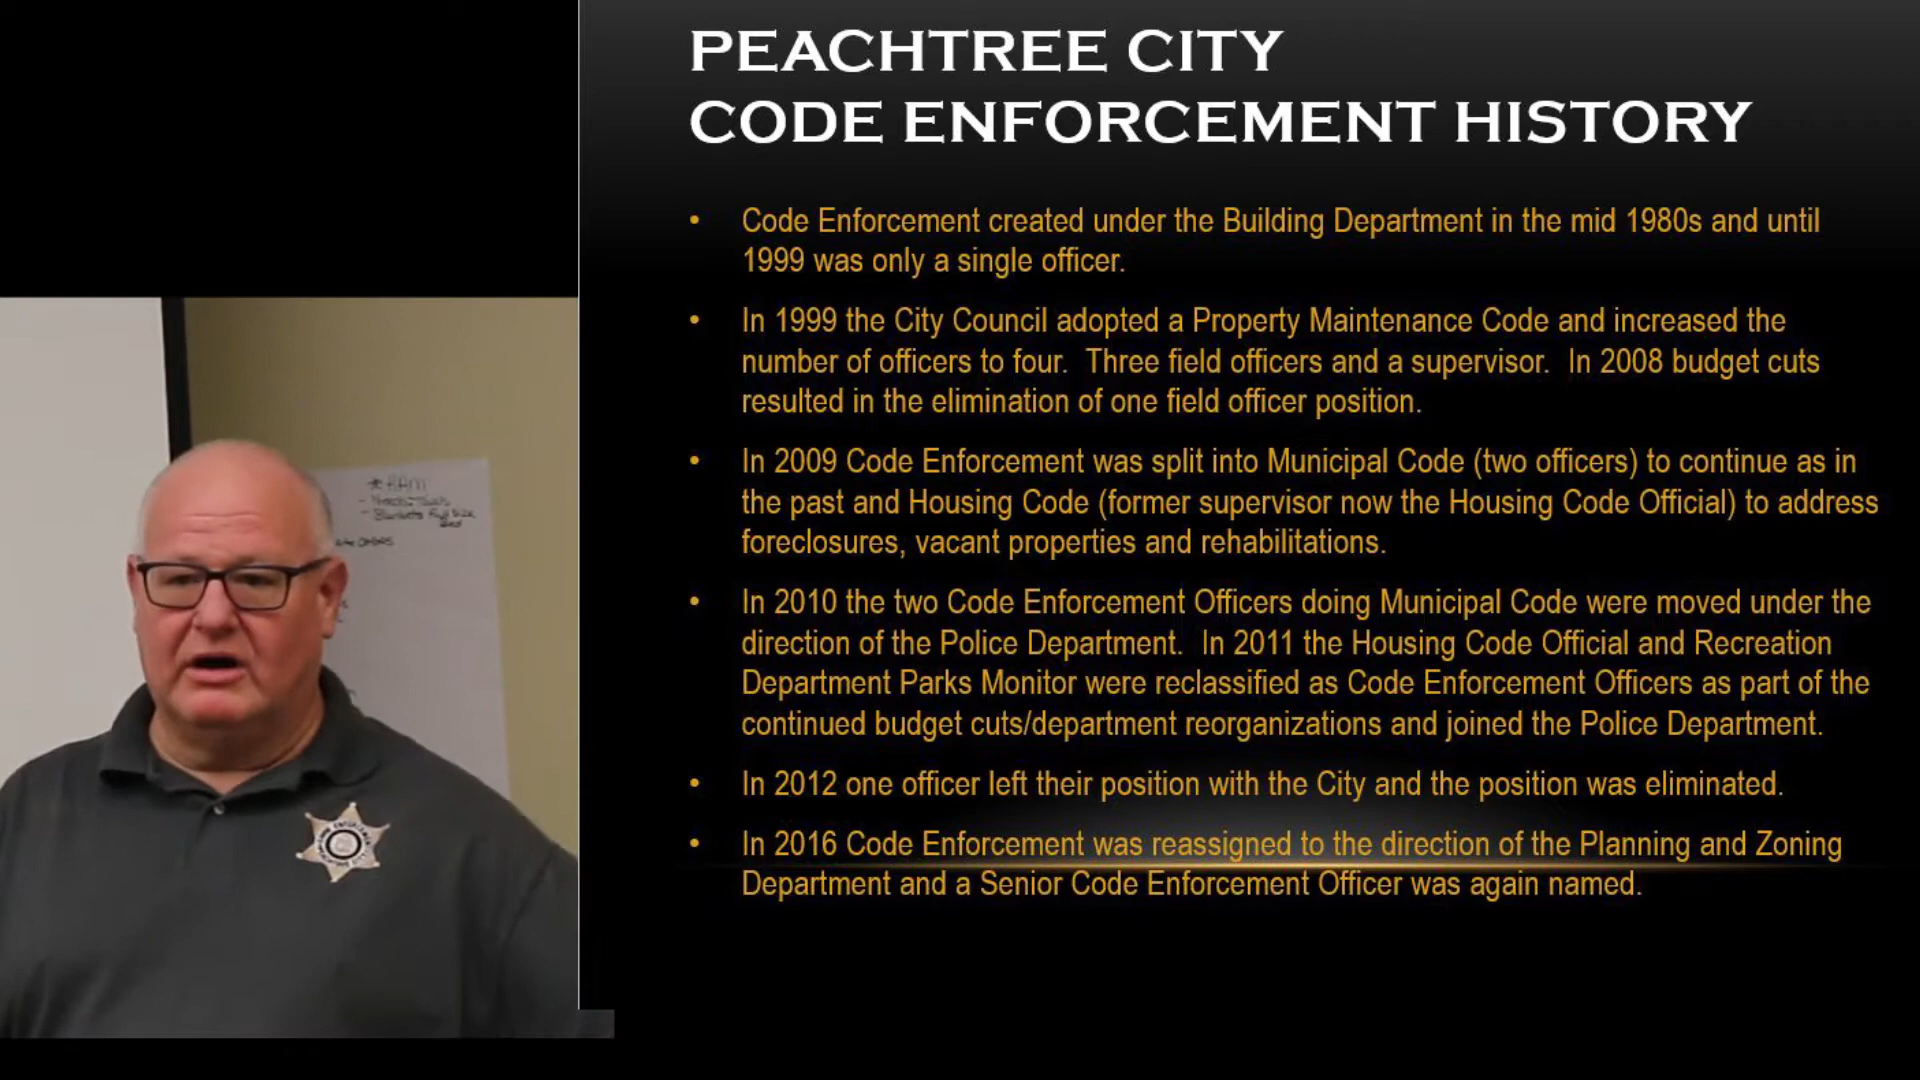 PEACHTREE CITY
CODE ENFORCEMENT HISTORY
• Code Enforcement created under the Building Department in the mid 1980s and until
1999 was only a single officer.
• In 1999 the City Council adopted a Property Maintenance Code and increased the
number of officers to four.  Three field officers and a supervisor.  In 2008 budget cuts
resulted in the elimination of one field officer position.
• In 2009 Code Enforcement was split into Municipal Code (two officers) to continue as in
the past and Housing Code (former supervisor now the Housing Code Official) to address
foreclosures, vacant properties and rehabilitations.
• In 2010 the two Code Enforcement Officers doing Municipal Code were moved under the
direction of the Police Department.  In 2011 the Housing Code Official and Recreation
Department Parks Monitor were reclassified as Code Enforcement Officers as part of the
continued budget cuts/department reorganizations and joined the Police Department.
• In 2012 one officer left their position with the City and the position was eliminated.
• In 2016 Code Enforcement was reassigned to the direction of the Planning and Zoning
Department and a Senior Code Enforcement Officer was again named.